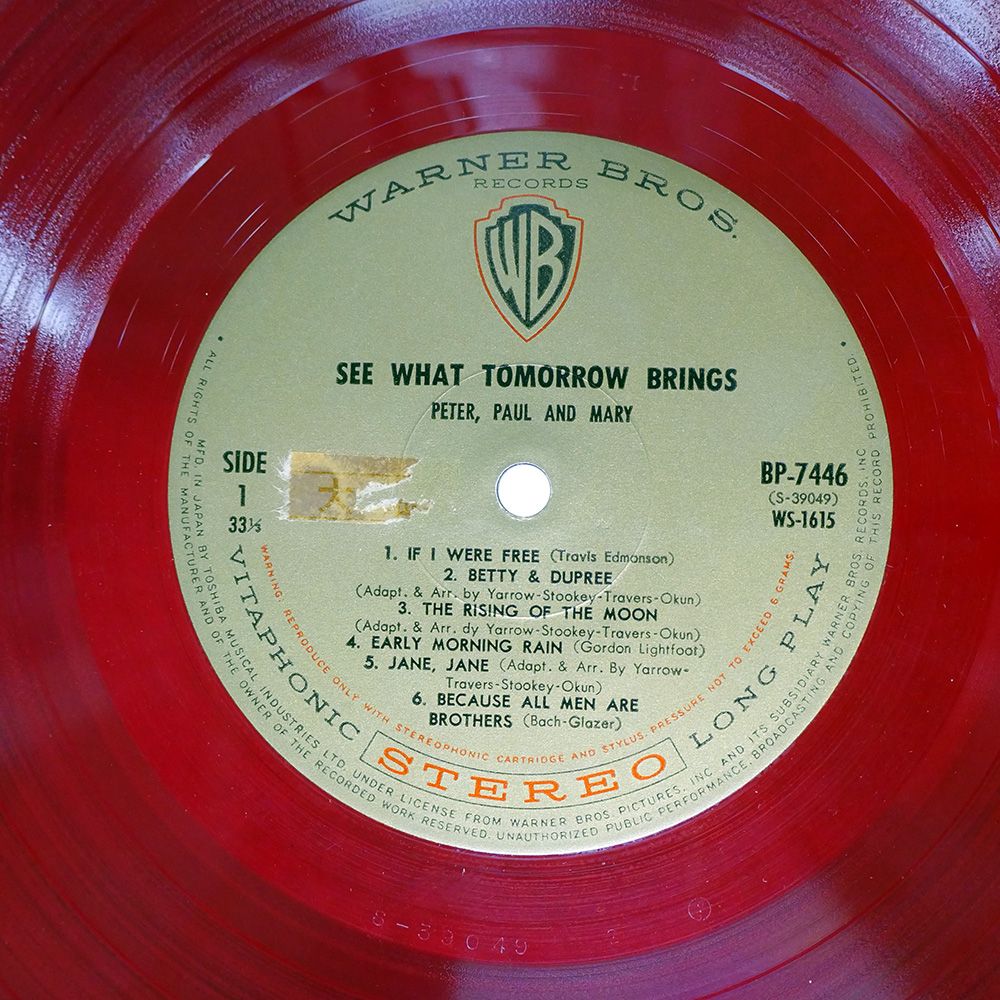 WARNER BROS.
RECORDS
WB
SEE WHAT TOMORROW BRINGS
PETER, PAUL AND MARY
SIDE
1
33⅓
BP-7446
(S-39049)
WS-1615
1. IF I WERE FREE (Travis Edmonson)
2. BETTY & DUPREE
(Adapt. & Arr. by Yarrow-Stookey-Travers-Okun)
3. THE RISING OF THE MOON
(Adapt. & Arr. dy Yarrow-Stookey-Travers-Okun)
4. EARLY MORNING RAIN (Gordon Lightfoot)
5. JANE, JANE (Adapt. & Arr. By Yarrow-
Travers-Stookey-Okun)
6. BECAUSE ALL MEN ARE
BROTHERS (Bach-Glazer)
WARNING: REPRODUCE ONLY WITH STEREOPHONIC CARTRIDGE AND STYLUS, PRESSURE NOT TO EXCEED 6 GRAMS.
VITAPHONIC STEREO LONG PLAY
MFD. IN JAPAN BY TOSHIBA MUSICAL INDUSTRIES LTD. UNDER LICENSE FROM WARNER BROS. PICTURES, INC AND ITS SUBSIDIARY WARNER BROS. RECORDS, INC
• ALL RIGHTS OF THE MANUFACTURER AND OF THE OWNER OF THE RECORDED WORK RESERVED. UNAUTHORIZED PUBLIC PERFORMANCE, BROADCASTING AND COPYING OF THIS RECORD PROHIBITED •
S-39049 2